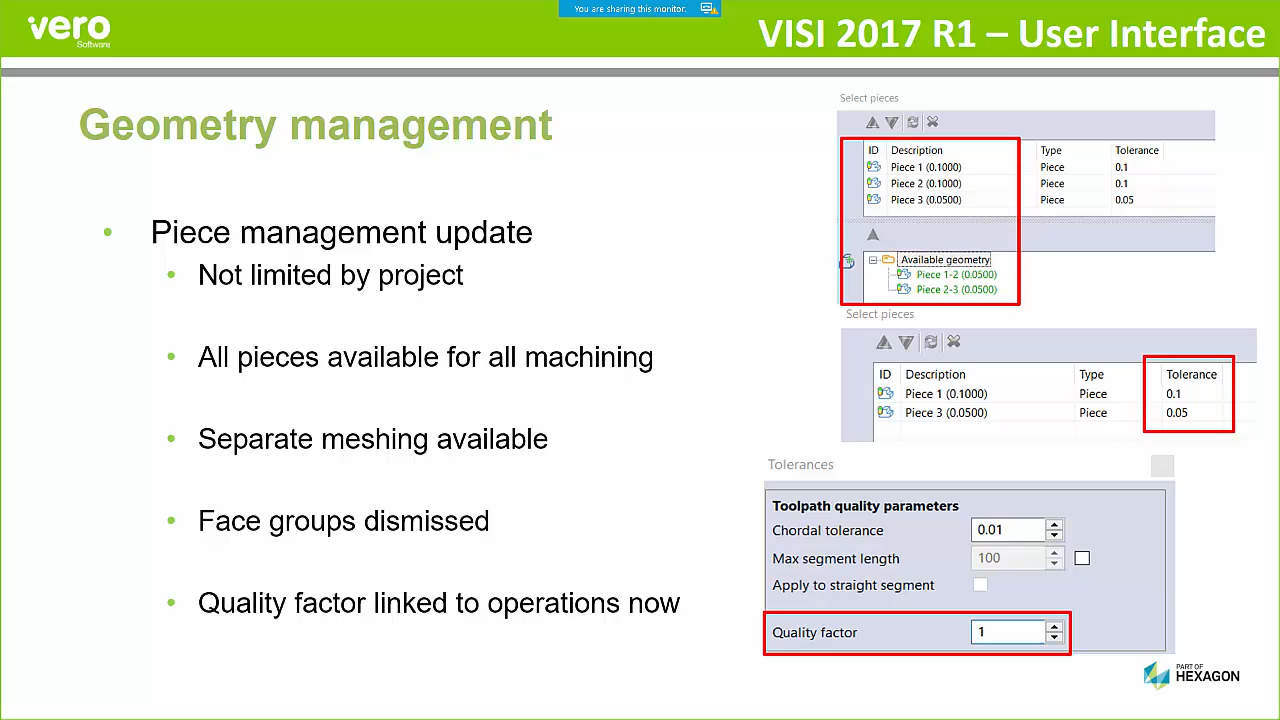 You are sharing this monitor.
vero
Software
VISI 2017 R1 – User Interface
Geometry management
• Piece management update
• Not limited by project
• All pieces available for all machining
• Separate meshing available
• Face groups dismissed
• Quality factor linked to operations now
Select pieces
ID Description Type Tolerance
Piece 1 (0.1000) Piece 0.1
Piece 2 (0.1000) Piece 0.1
Piece 3 (0.0500) Piece 0.05
Available geometry
Piece 1-2 (0.0500)
Piece 2-3 (0.0500)
Select pieces
ID Description Type Tolerance
Piece 1 (0.1000) Piece 0.1
Piece 3 (0.0500) Piece 0.05
Tolerances
Toolpath quality parameters
Chordal tolerance 0.01
Max segment length 100
Apply to straight segment
Quality factor 1
PART OF
HEXAGON